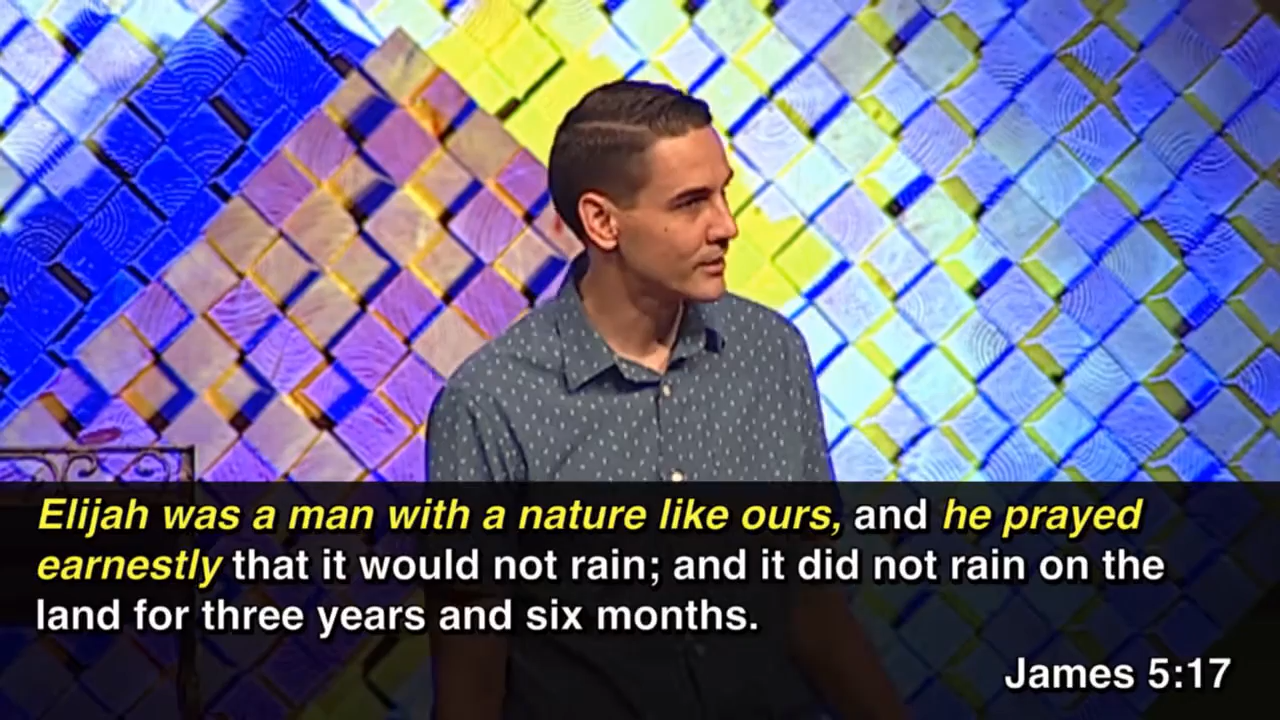 Elijah was a man with a nature like ours, and he prayed
earnestly that it would not rain; and it did not rain on the
land for three years and six months.
James 5:17